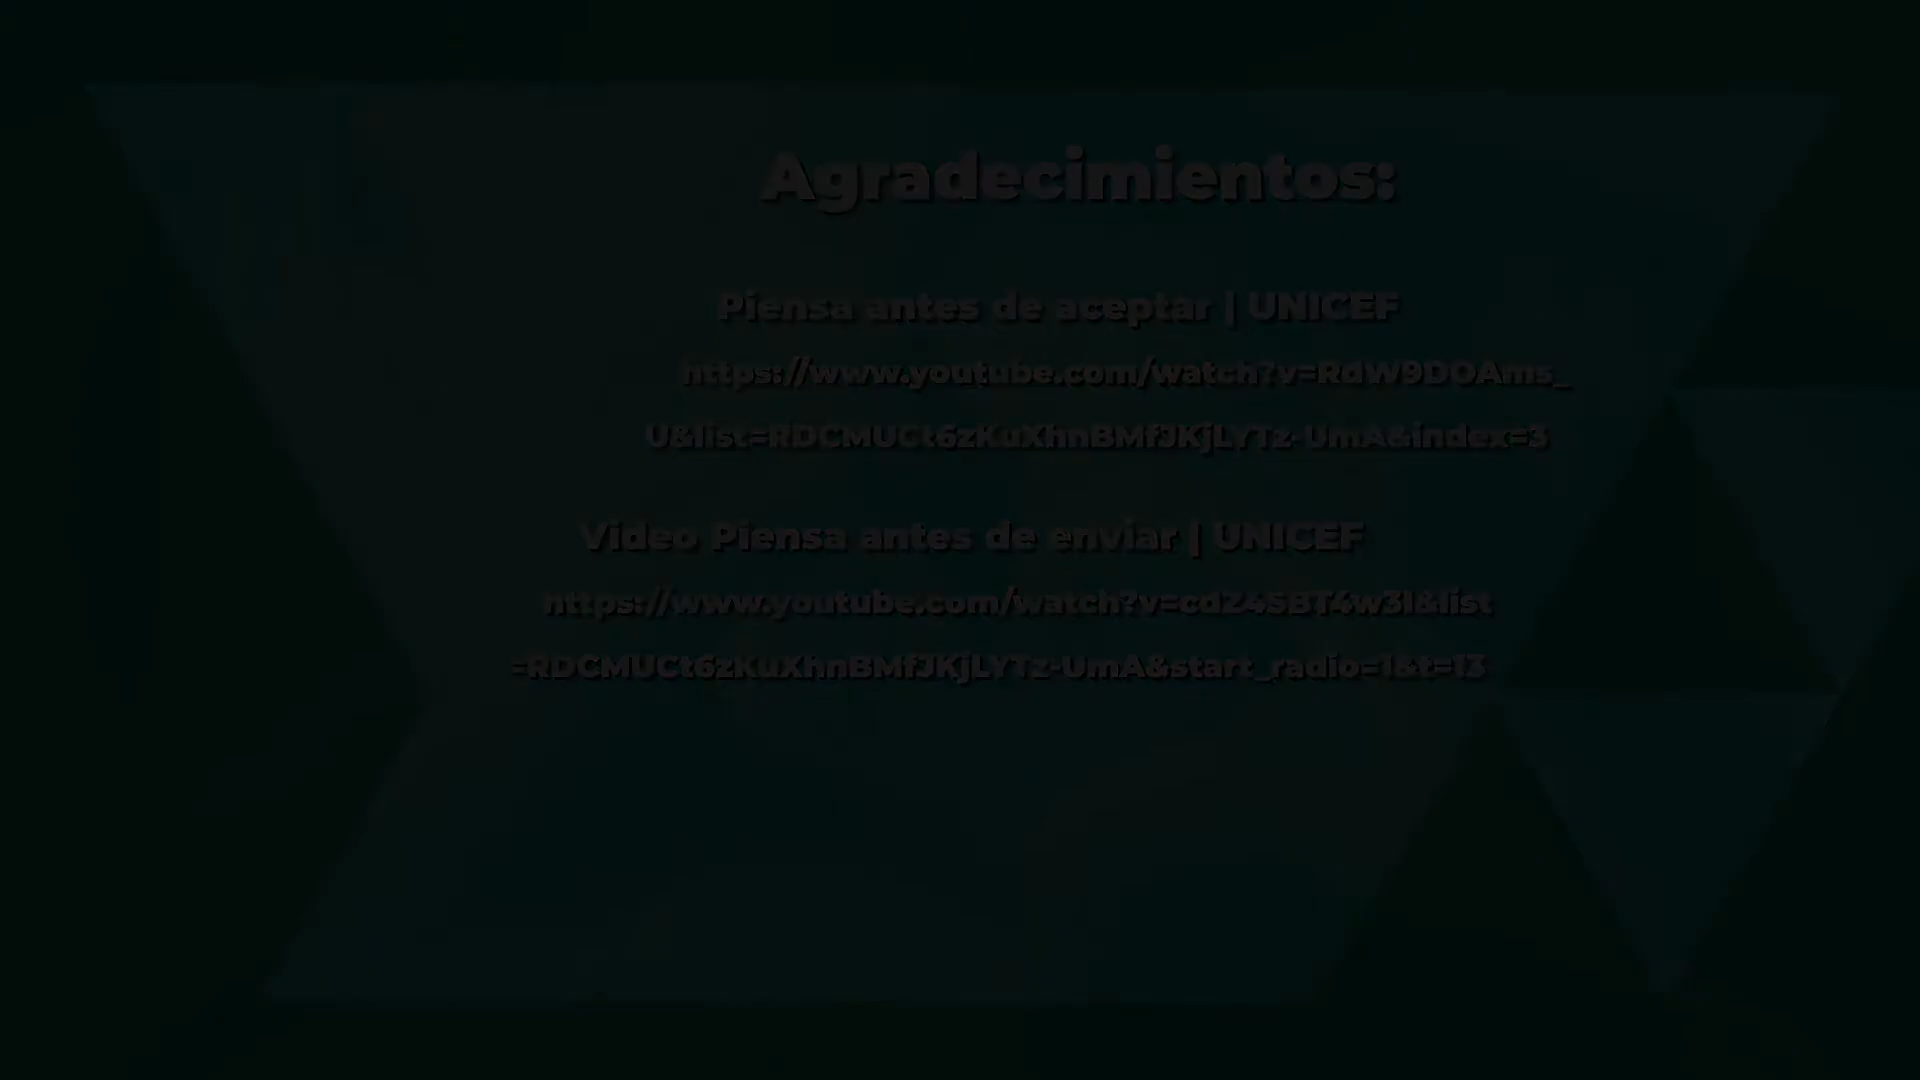 Agradecimientos:
Piensa antes de aceptar | UNICEF
https://www.youtube.com/watch?v=RdW9DOAms_
U&list=RDCMUCt6zKuXhnBMfJKjLYTz-UmA&index=3
Video Piensa antes de enviar | UNICEF
https://www.youtube.com/watch?v=cdZ4SBT4w3I&list
=RDCMUCt6zKuXhnBMfJKjLYTz-UmA&start_radio=1&t=13